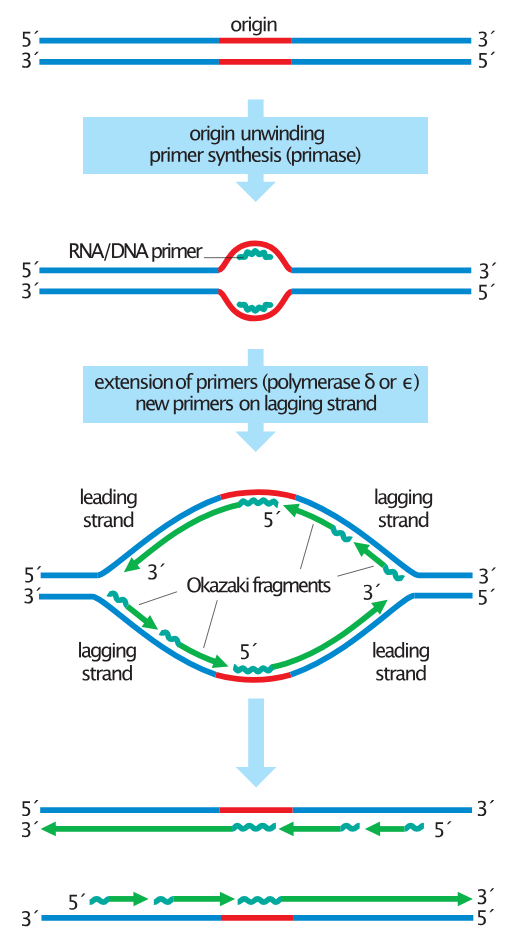 origin
5´ 3´
3´ 5´
origin unwinding
primer synthesis (primase)
RNA/DNA primer
5´ 3´
3´ 5´
extension of primers (polymerase δ or ϵ)
new primers on lagging strand
leading
strand
lagging
strand
5´
3´
5´ 3´
Okazaki fragments
3´
3´ 5´
lagging
strand
5´
leading
strand
5´ 3´
3´ 5´
5´ 3´
3´ 5´